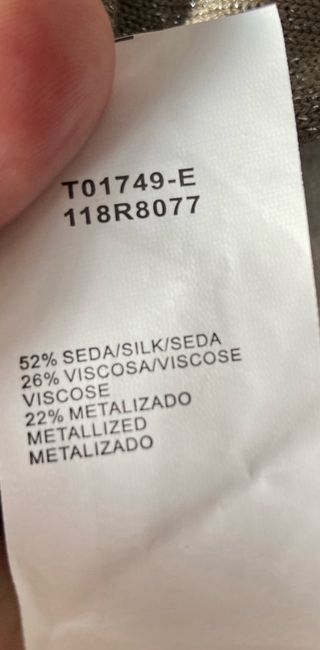 T01749-E
118R8077
52% SEDA/SILK/SEDA
26% VISCOSA/VISCOSE
VISCOSE
22% METALIZADO
METALLIZED
METALIZADO